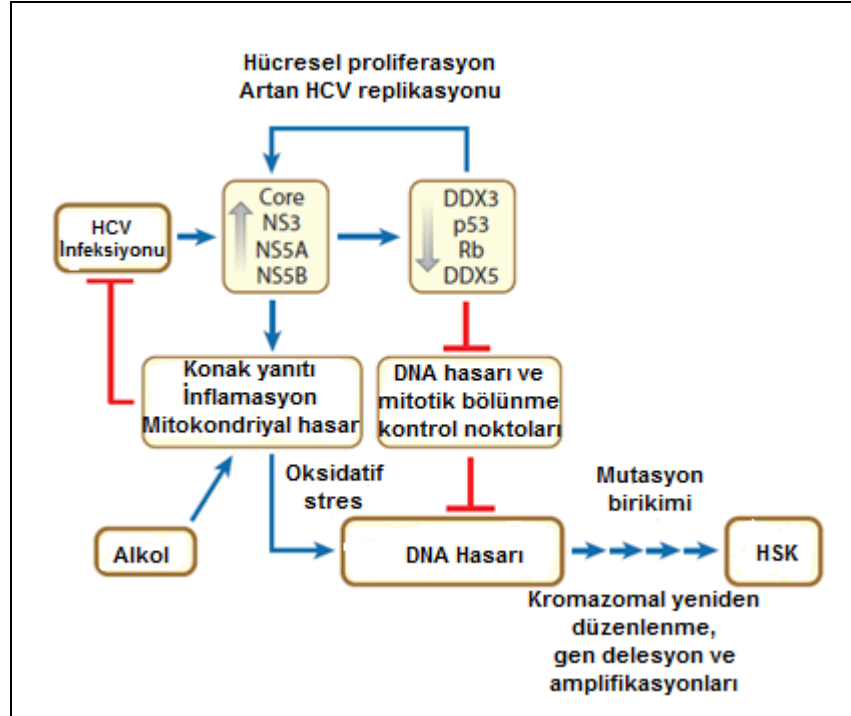 Hücresel proliferasyon
Artan HCV replikasyonu
HCV
İnfeksiyonu
Core
NS3
NS5A
NS5B
DDX3
p53
Rb
DDX5
Konak yanıtı
İnflamasyon
Mitokondriyal hasar
DNA hasarı ve
mitotik bölünme
kontrol noktoları
Oksidatif
stres
Mutasyon
birikimi
Alkol
DNA Hasarı
HSK
Kromazomal yeniden
düzenlenme,
gen delesyon ve
amplifikasyonları